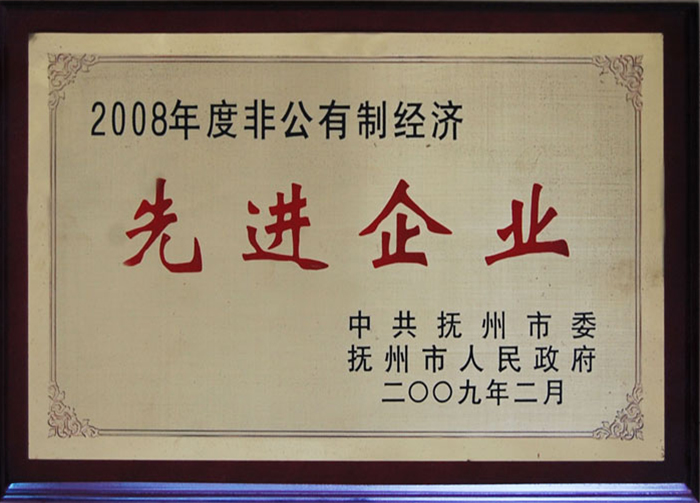 2008年度非公有制经济
先进企业
中共抚州市委
抚州市人民政府
二〇〇九年二月